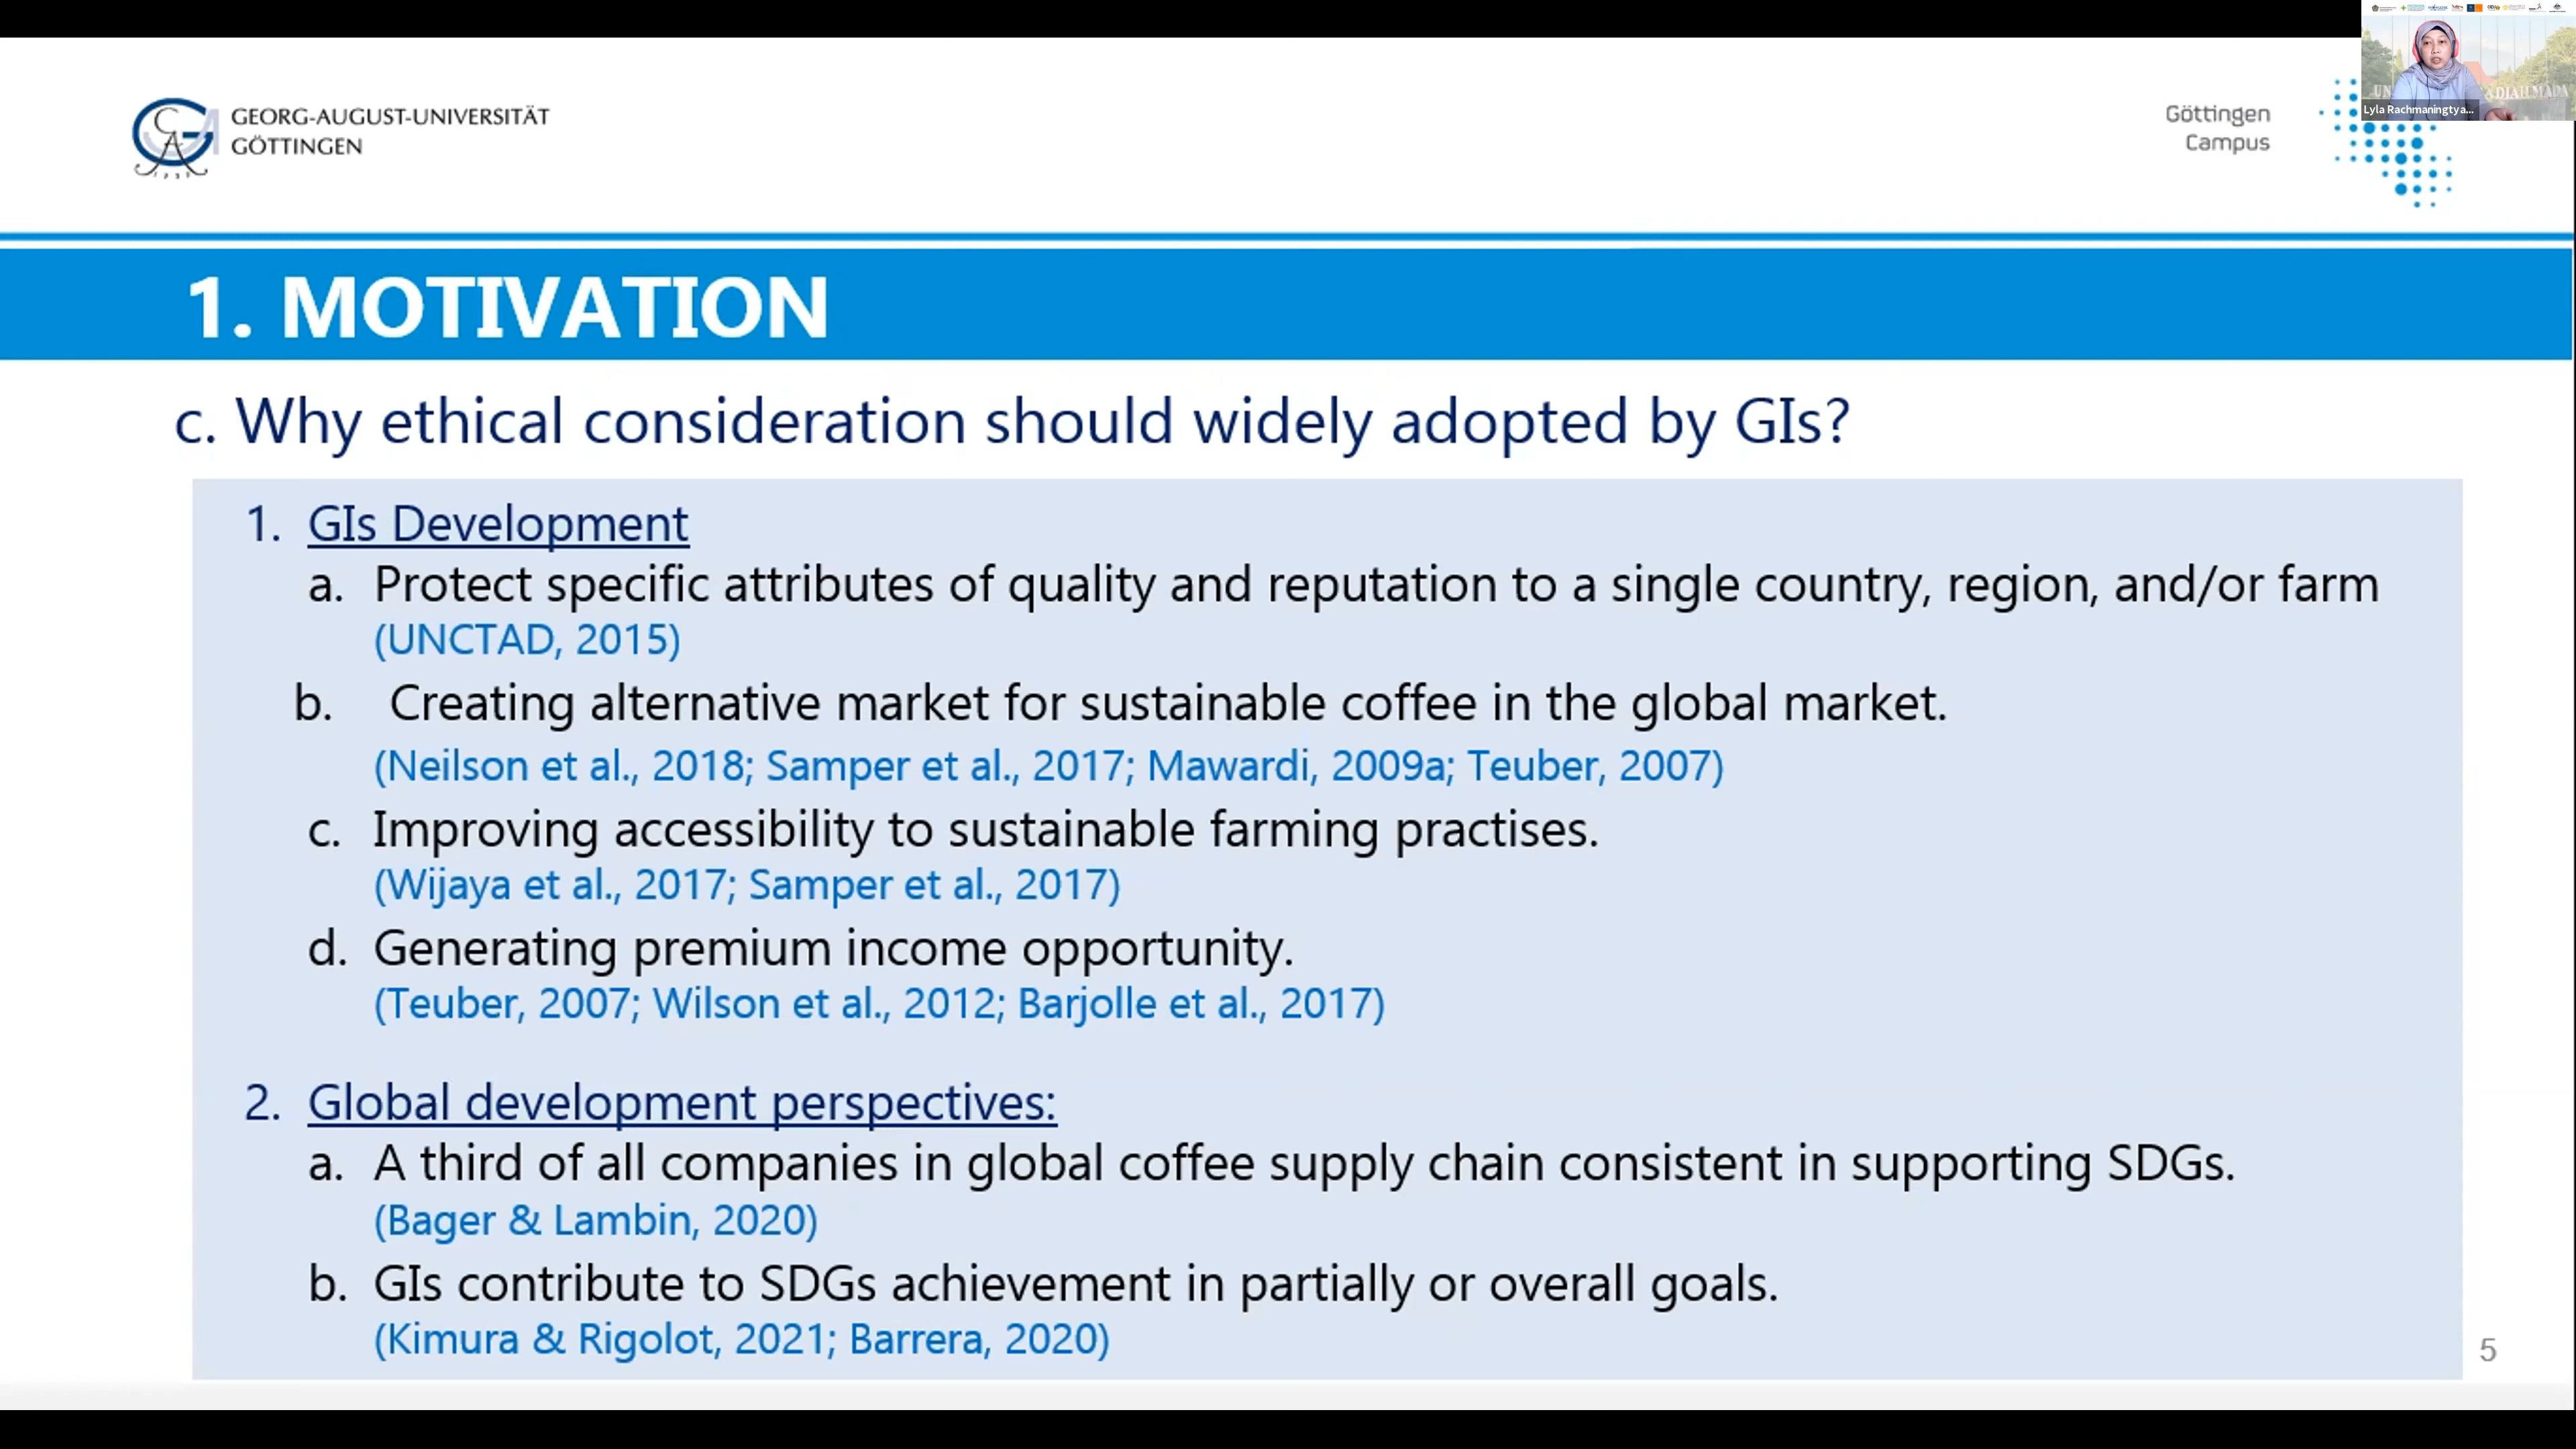 GEORG-AUGUST-UNIVERSITÄT
GÖTTINGEN
Göttingen
Campus
Lyla Rachmaningtya...
1. MOTIVATION
c. Why ethical consideration should widely adopted by GIs?
1. GIs Development
a. Protect specific attributes of quality and reputation to a single country, region, and/or farm
(UNCTAD, 2015)
b. Creating alternative market for sustainable coffee in the global market.
(Neilson et al., 2018; Samper et al., 2017; Mawardi, 2009a; Teuber, 2007)
c. Improving accessibility to sustainable farming practises.
(Wijaya et al., 2017; Samper et al., 2017)
d. Generating premium income opportunity.
(Teuber, 2007; Wilson et al., 2012; Barjolle et al., 2017)
2. Global development perspectives:
a. A third of all companies in global coffee supply chain consistent in supporting SDGs.
(Bager & Lambin, 2020)
b. GIs contribute to SDGs achievement in partially or overall goals.
(Kimura & Rigolot, 2021; Barrera, 2020)
5